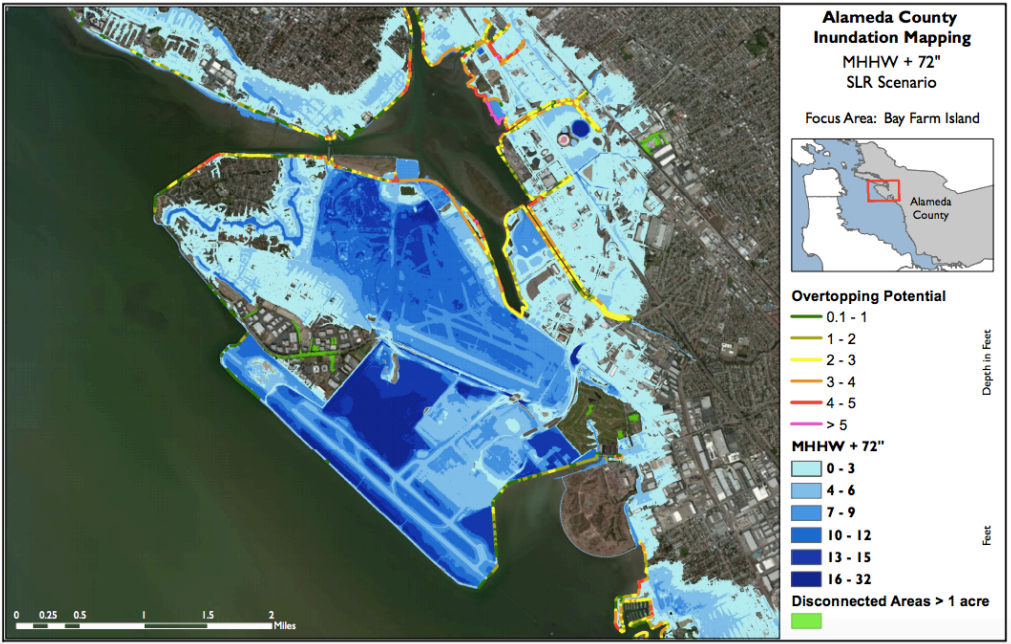 Alameda County
Inundation Mapping
MHHW + 72"
SLR Scenario
Focus Area: Bay Farm Island
Alameda
County
Overtopping Potential
0.1 - 1
1 - 2
2 - 3
3 - 4
4 - 5
> 5
Depth in Feet
MHHW + 72"
0 - 3
4 - 6
7 - 9
10 - 12
13 - 15
16 - 32
Feet
Disconnected Areas > 1 acre
0 0.25 0.5 1 1.5 2
Miles